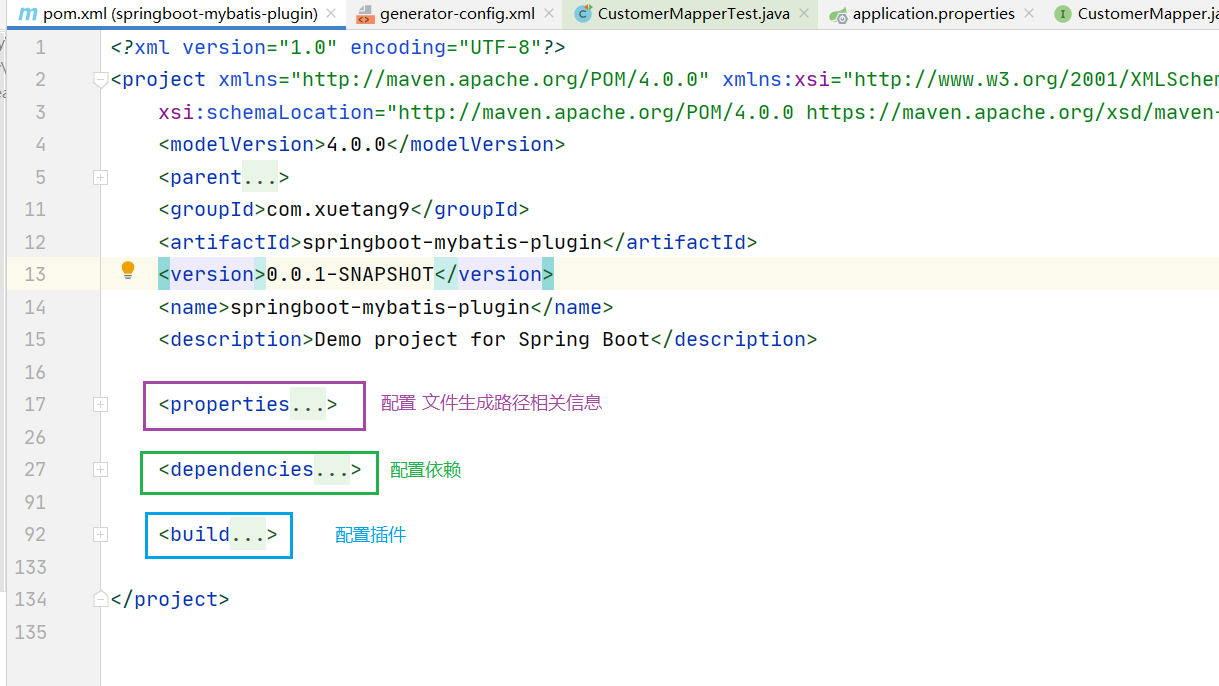 pom.xml (springboot-mybatis-plugin) generator-config.xml CustomerMapperTest.java application.properties CustomerMapper.ja
1 <?xml version="1.0" encoding="UTF-8"?>
2 <project xmlns="http://maven.apache.org/POM/4.0.0" xmlns:xsi="http://www.w3.org/2001/XMLSchem
3 xsi:schemaLocation="http://maven.apache.org/POM/4.0.0 https://maven.apache.org/xsd/maven-
4 <modelVersion>4.0.0</modelVersion>
5 <parent...>
11 <groupId>com.xuetang9</groupId>
12 <artifactId>springboot-mybatis-plugin</artifactId>
13 <version>0.0.1-SNAPSHOT</version>
14 <name>springboot-mybatis-plugin</name>
15 <description>Demo project for Spring Boot</description>
16
17 <properties...> 配置 文件生成路径相关信息
26
27 <dependencies...> 配置依赖
91
92 <build...> 配置插件
133
134 </project>
135